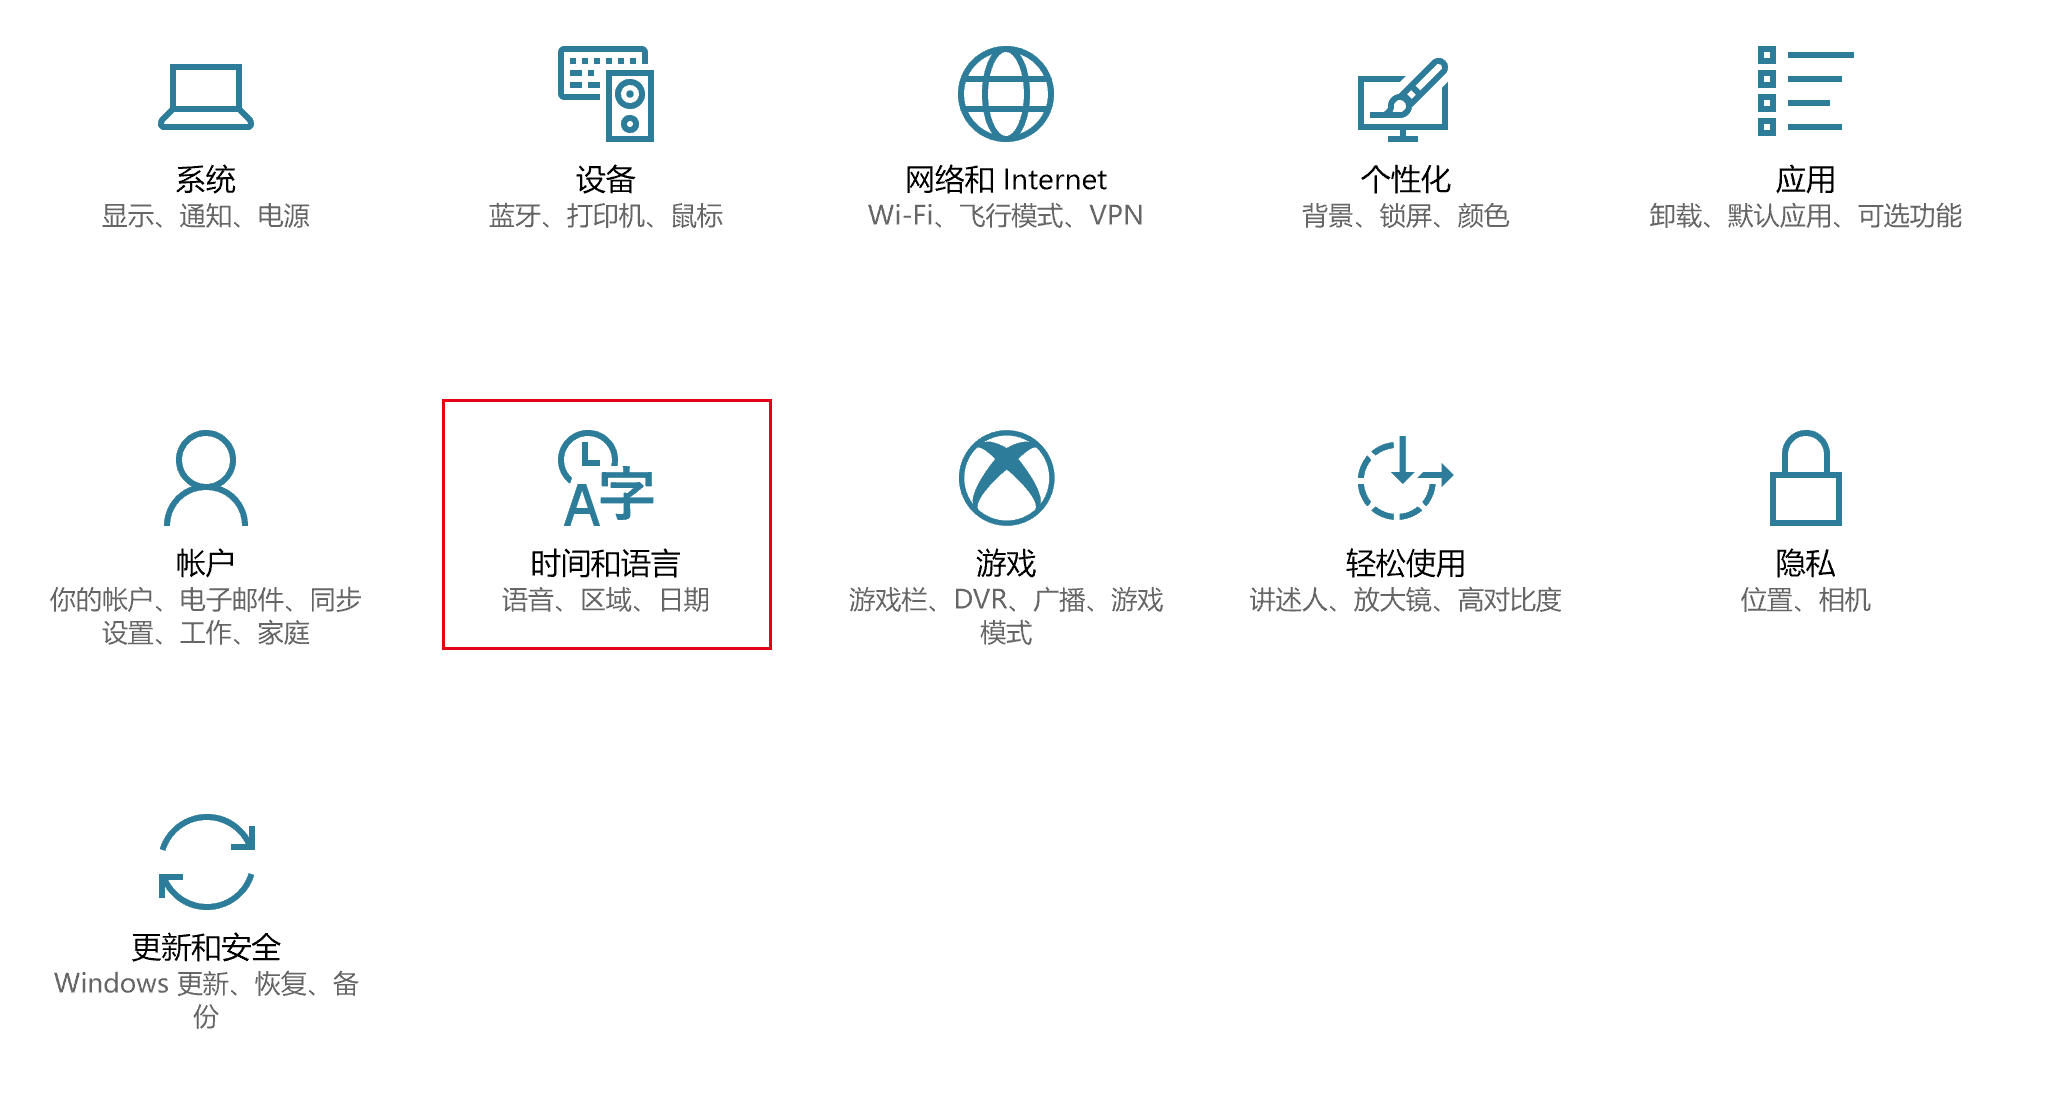 系统
显示、通知、电源
设备
蓝牙、打印机、鼠标
网络和 Internet
Wi-Fi、飞行模式、VPN
个性化
背景、锁屏、颜色
应用
卸载、默认应用、可选功能
帐户
你的帐户、电子邮件、同步
设置、工作、家庭
A字
时间和语言
语音、区域、日期
游戏
游戏栏、DVR、广播、游戏
模式
轻松使用
讲述人、放大镜、高对比度
隐私
位置、相机
更新和安全
Windows 更新、恢复、备
份